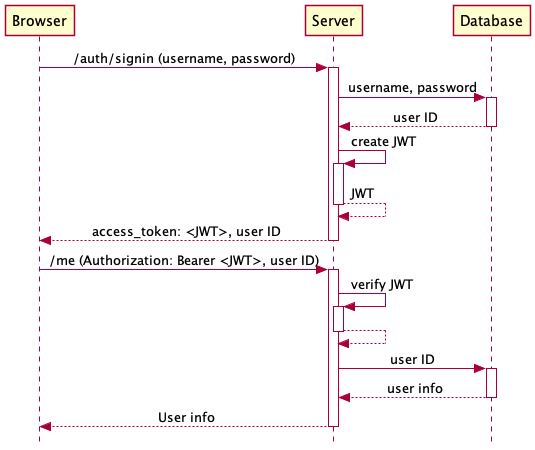 Browser
Server
Database
/auth/signin (username, password)
username, password
user ID
create JWT
JWT
access_token: <JWT>, user ID
/me (Authorization: Bearer <JWT>, user ID)
verify JWT
user ID
user info
User info